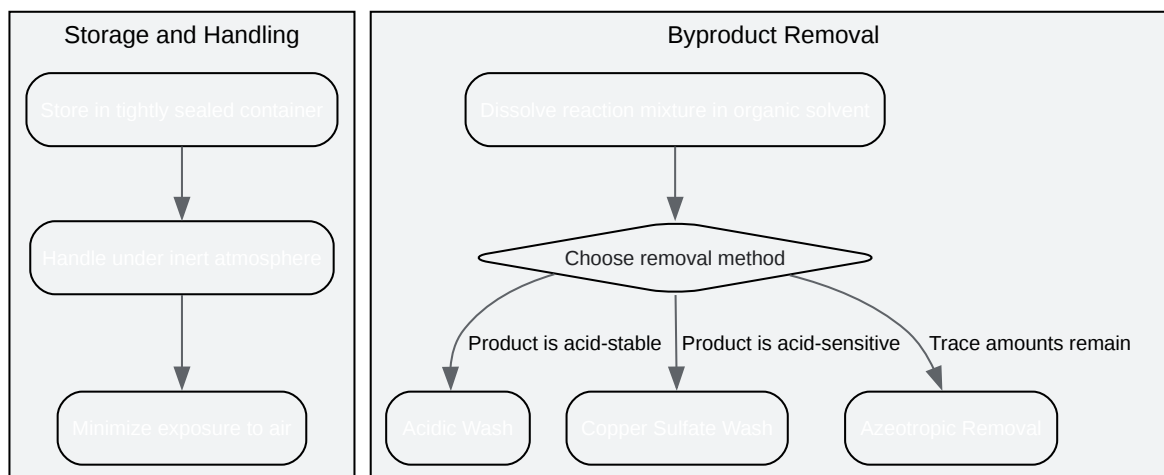 Storage and Handling
Store in tightly sealed container
Handle under inert atmosphere
Minimize exposure to air
Byproduct Removal
Dissolve reaction mixture in organic solvent
Choose removal method
Product is acid-stable
Product is acid-sensitive
Trace amounts remain
Acidic Wash
Copper Sulfate Wash
Azeotropic Removal